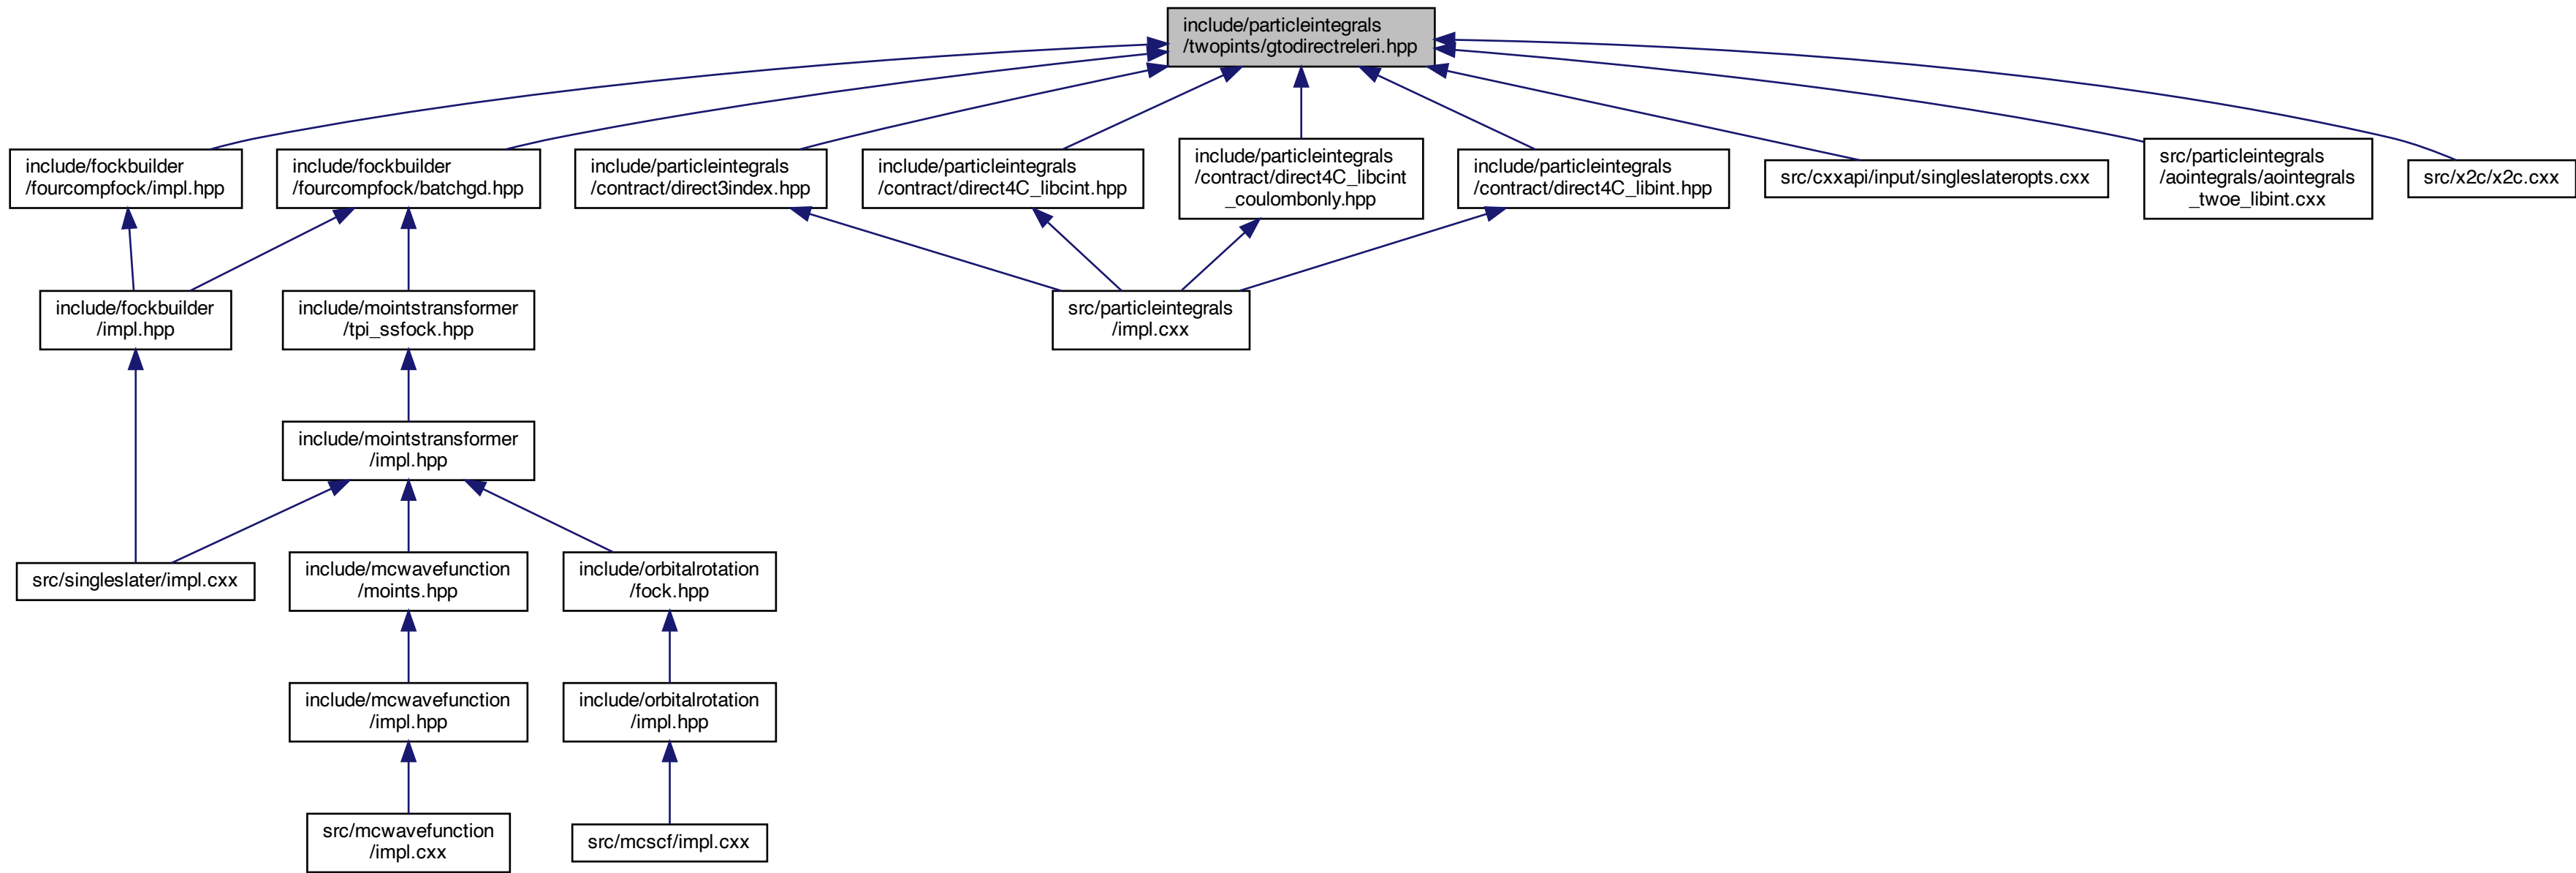 include/particleintegrals
/twopints/gtodirectreleri.hpp
include/fockbuilder
/fourcompfock/impl.hpp
include/fockbuilder
/fourcompfock/batchgd.hpp
include/particleintegrals
/contract/direct3index.hpp
include/particleintegrals
/contract/direct4C_libcint.hpp
include/particleintegrals
/contract/direct4C_libcint
_coulombonly.hpp
include/particleintegrals
/contract/direct4C_libint.hpp
src/cxxapi/input/singleslateropts.cxx
src/particleintegrals
/aointegrals/aointegrals
_twoe_libint.cxx
src/x2c/x2c.cxx
include/fockbuilder
/impl.hpp
include/mointstransformer
/tpi_ssfock.hpp
src/particleintegrals
/impl.cxx
include/mointstransformer
/impl.hpp
src/singleslater/impl.cxx
include/mcwavefunction
/moints.hpp
include/orbitalrotation
/fock.hpp
include/mcwavefunction
/impl.hpp
include/orbitalrotation
/impl.hpp
src/mcwavefunction
/impl.cxx
src/mcscf/impl.cxx